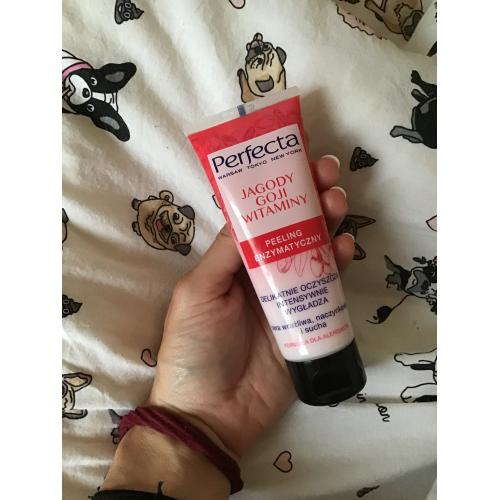 Perfecta
WARSAW TOKYO NEW YORK
JAGODY
GOJI
WITAMINY
PEELING
ENZYMATYCZNY
DELIKATNIE OCZYSZCZA
INTENSYWNIE
WYGŁADZA
cera wrażliwa, naczynkowa
i sucha